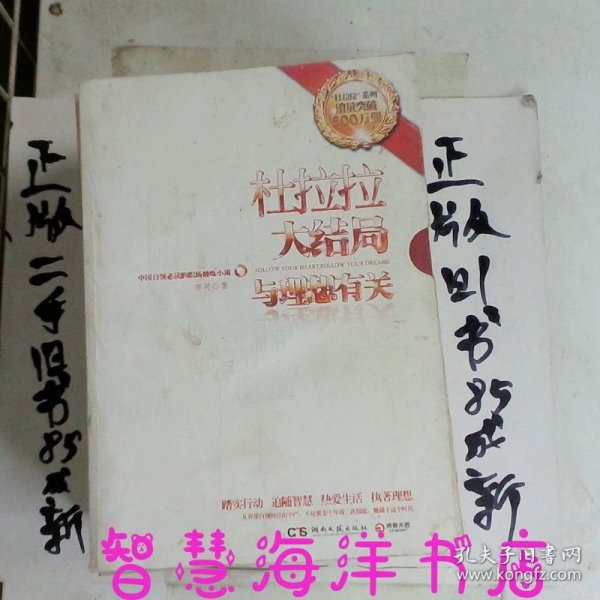 "杜拉拉"系列
销量突破
500万册
杜拉拉
大结局
FOLLOW YOUR HEART FOLLOW YOUR DREAMS
与理想有关
中国白领必读的职场修炼小说
李可◎著
踏实行动 追随智慧 热爱生活 执著理想
CS 湖南文艺出版社 博集天卷
正版二手旧书85成新
正版旧书85成新
智慧海洋书店
孔夫子旧书网
www.kongfz.com